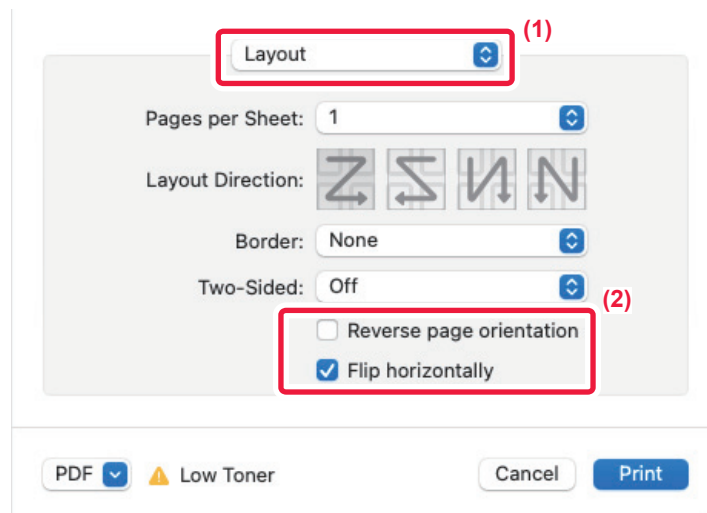 (1)
Layout
Pages per Sheet: 1
Layout Direction:
Border: None
Two-Sided: Off
(2)
Reverse page orientation
Flip horizontally
PDF Low Toner Cancel Print